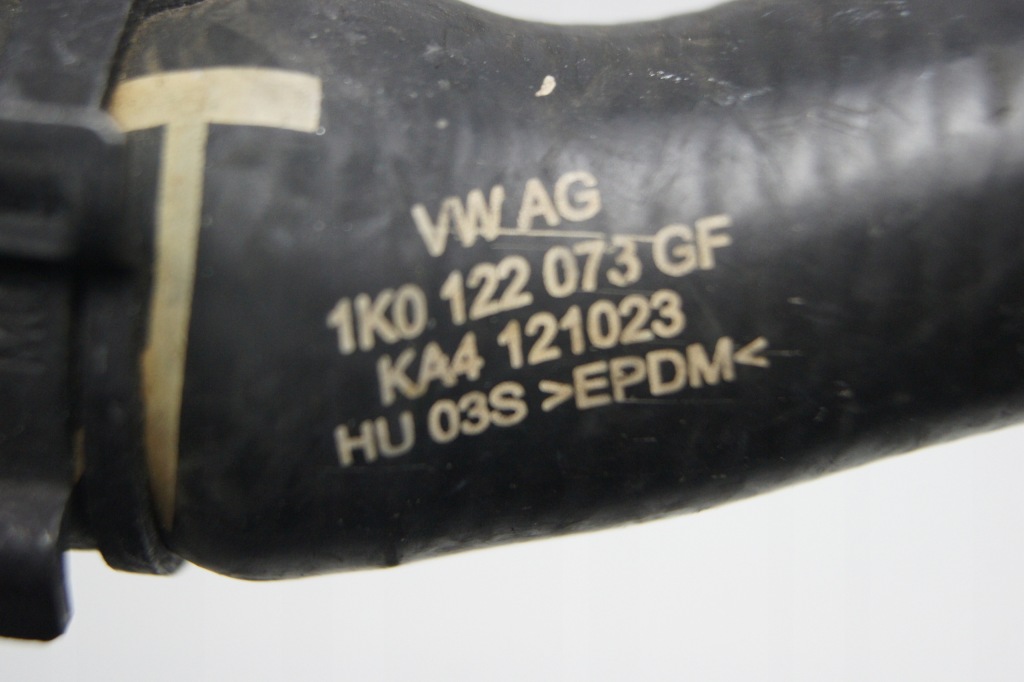 VW AG
1K0 122 073 GF
KA4 121023
HU 03S >EPDM<